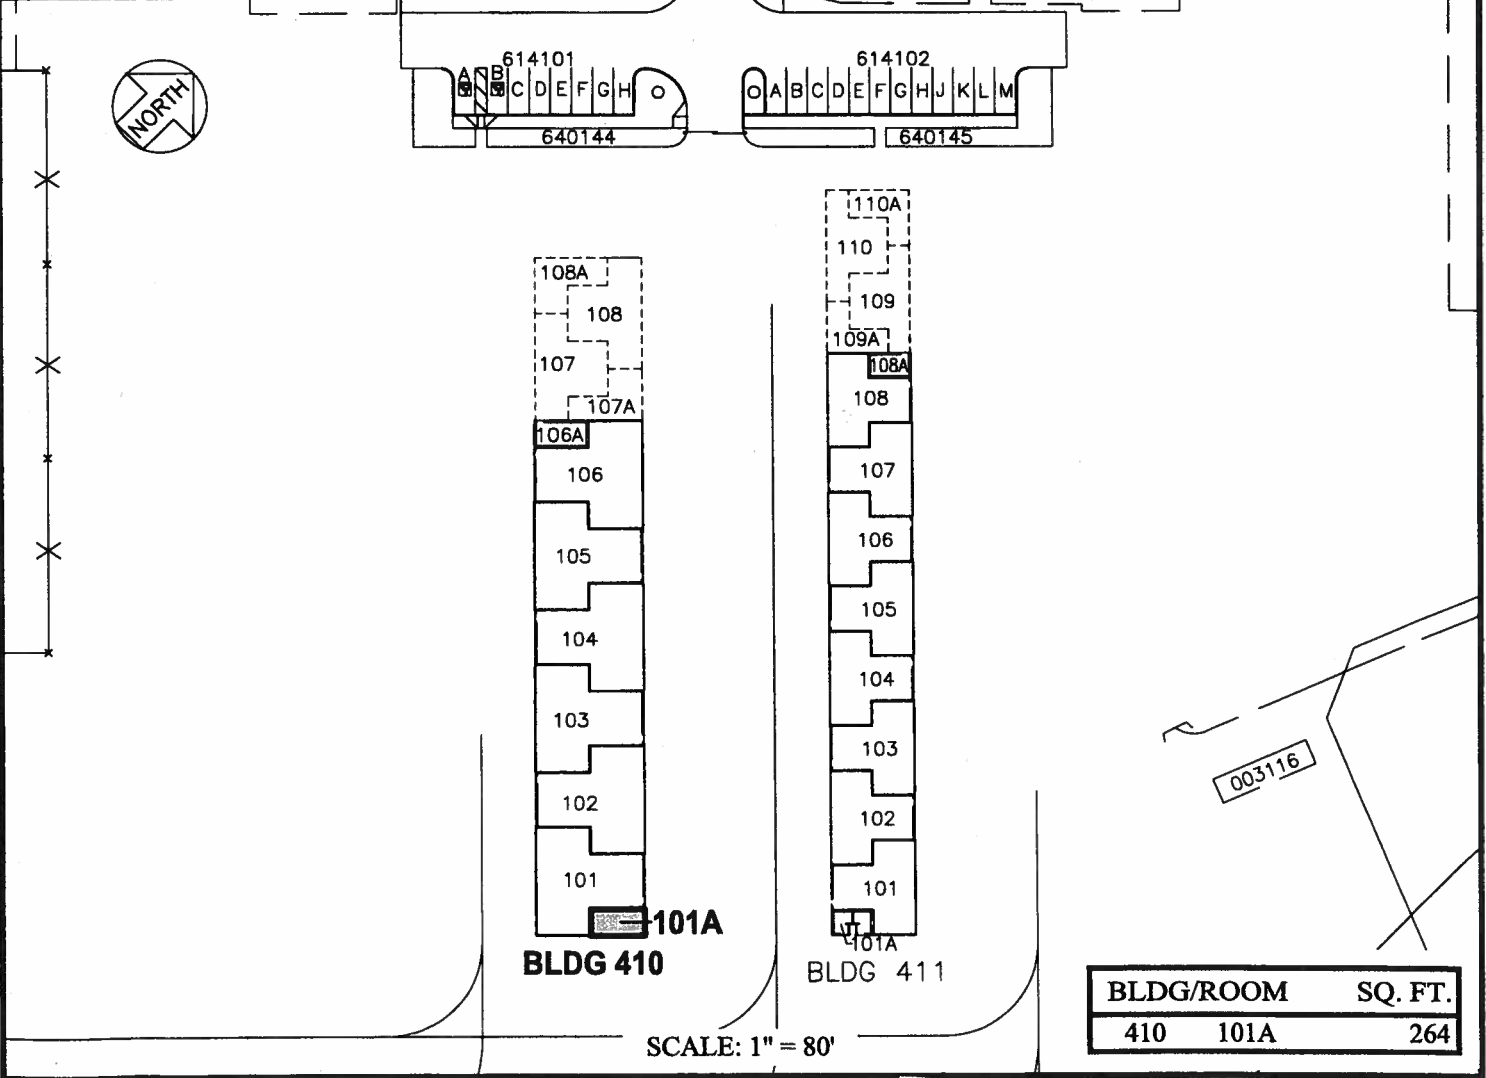 614101
614102
A B C D E F G H
A B C D E F G H J K L M
NORTH
640144
640145
110A
110
108A
109
108
109A
107
108A
107A
108
106A
106
107
105
106
104
105
103
104
102
103
101
102
101A
101
101A
BLDG 410
BLDG 411
003116
BLDG/ROOM SQ. FT.
410 101A 264
SCALE: 1" = 80'